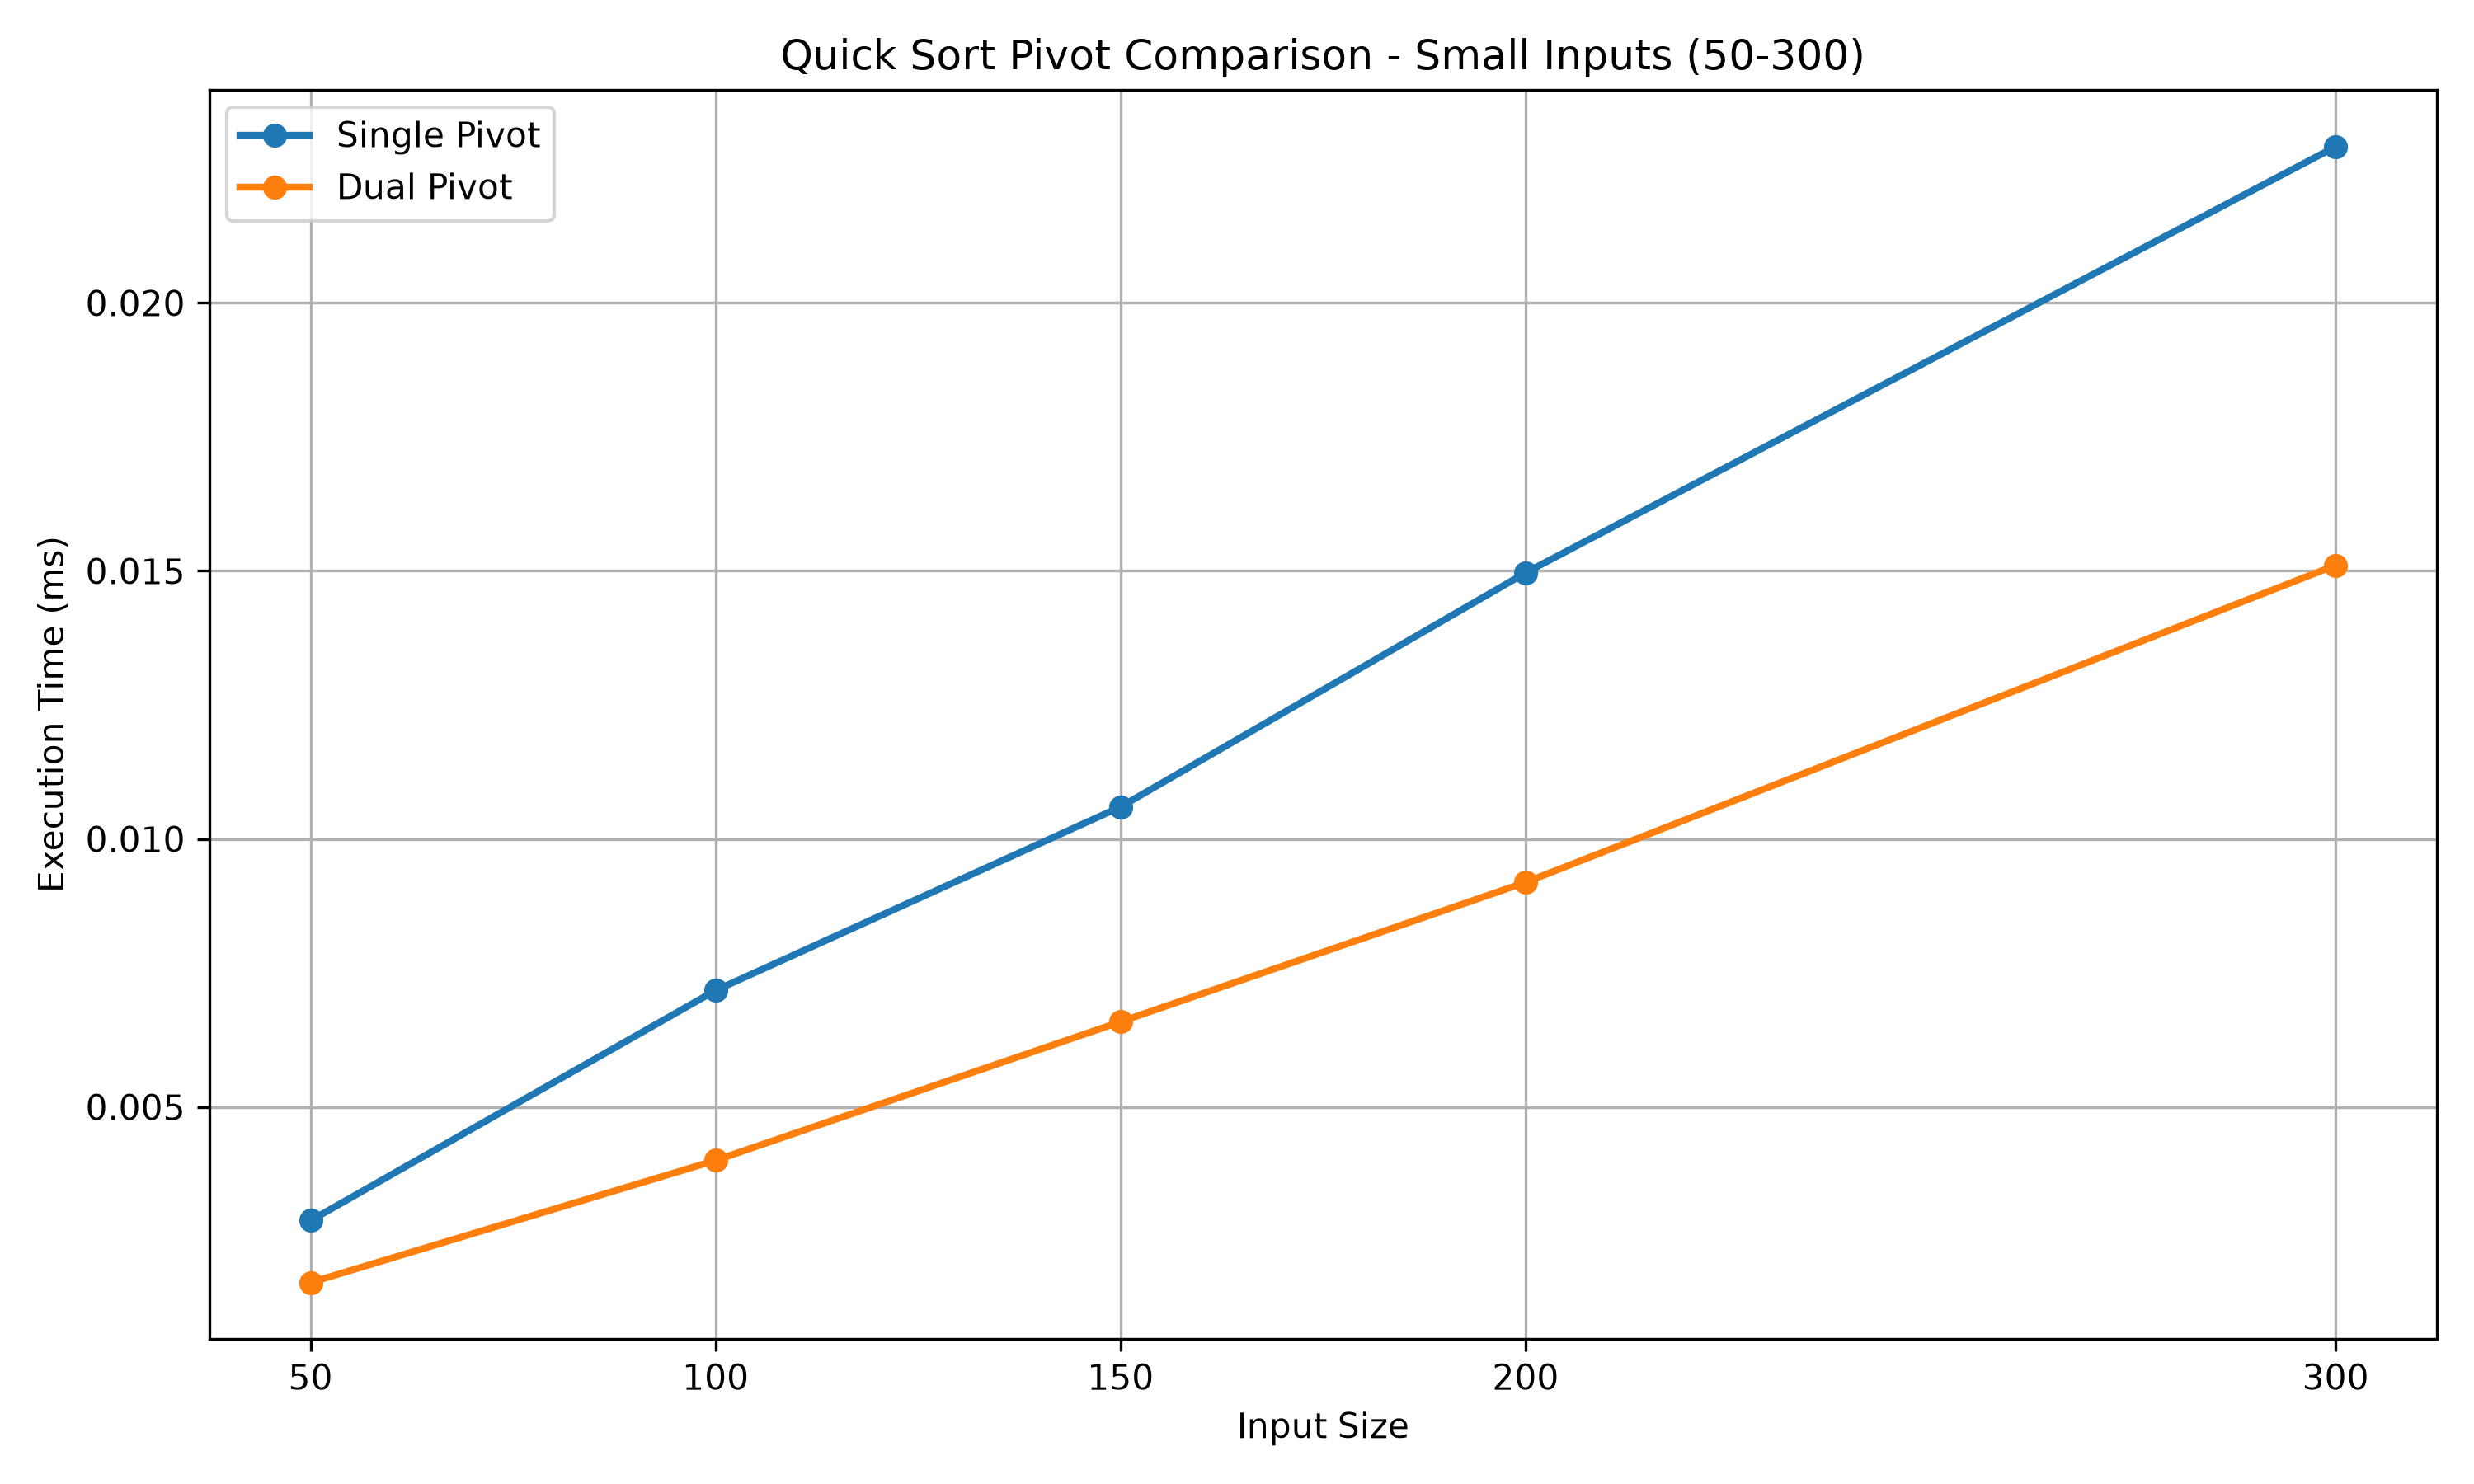 Quick Sort Pivot Comparison - Small Inputs (50-300)
Single Pivot
Dual Pivot
Execution Time (ms)
0.020
0.015
0.010
0.005
50 100 150 200 300
Input Size